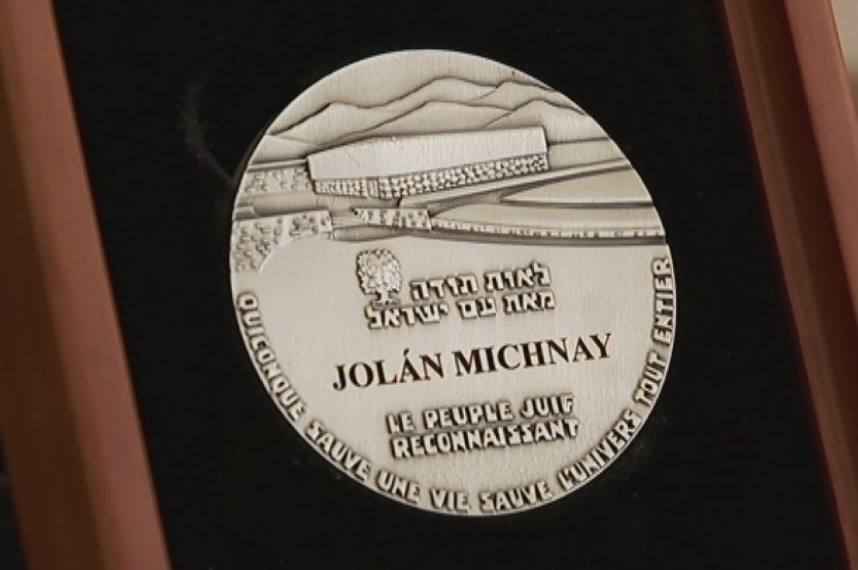 לאות תודה
מאת עם ישראל
JOLÁN MICHNAY
LE PEUPLE JUIF
RECONNAISSANT
QUICONQUE SAUVE UNE VIE SAUVE L'UNIVERS TOUT ENTIER